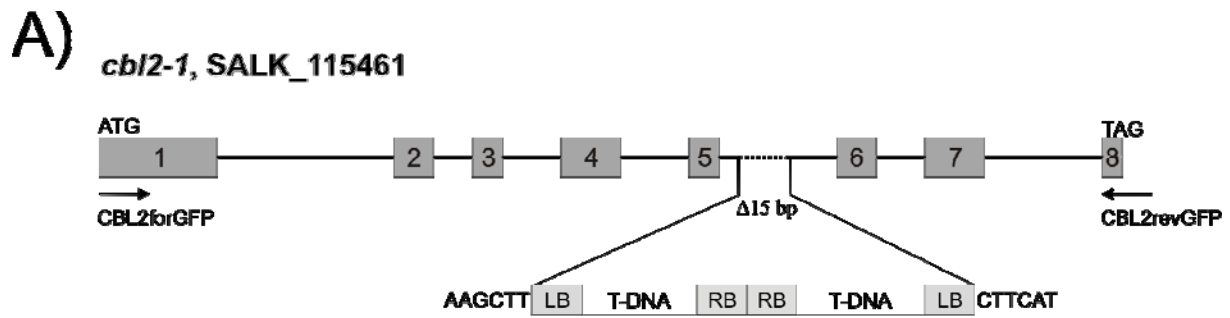 A)
cbl2-1, SALK_115461
ATG TAG
1 2 3 4 5 6 7 8
CBL2forGFP Δ15 bp CBL2revGFP
AAGCTT LB T-DNA RB RB T-DNA LB CTTCAT